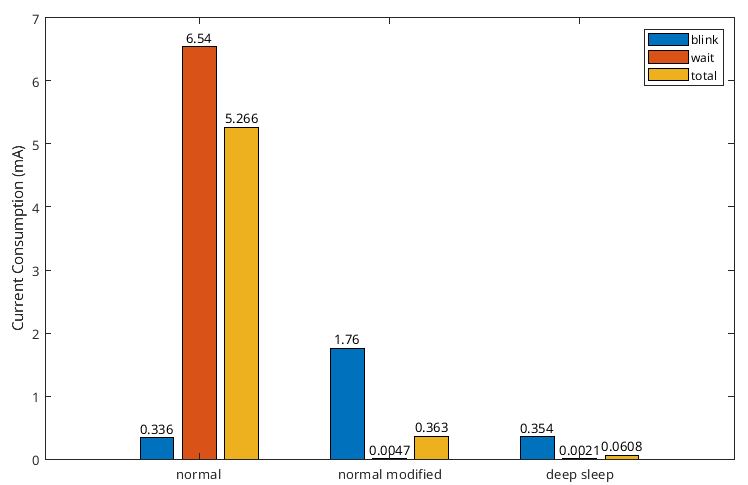 7
6
5
4
3
2
1
0
Current Consumption (mA)
blink
wait
total
0.336
6.54
5.266
1.76
0.0047
0.363
0.354
0.0021
0.0608
normal
normal modified
deep sleep